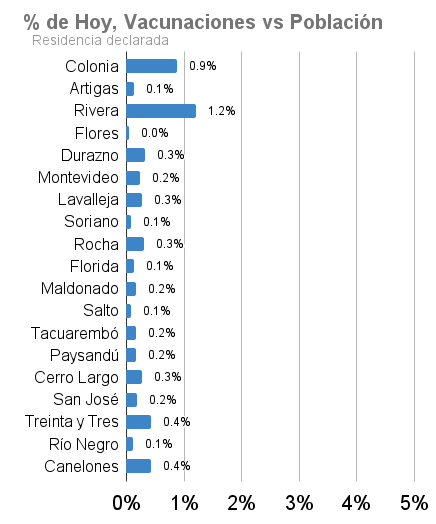 % de Hoy, Vacunaciones vs Población
Residencia declarada
Colonia 0.9%
Artigas 0.1%
Rivera 1.2%
Flores 0.0%
Durazno 0.3%
Montevideo 0.2%
Lavalleja 0.3%
Soriano 0.1%
Rocha 0.3%
Florida 0.1%
Maldonado 0.2%
Salto 0.1%
Tacuarembó 0.2%
Paysandú 0.2%
Cerro Largo 0.3%
San José 0.2%
Treinta y Tres 0.4%
Río Negro 0.1%
Canelones 0.4%
0% 1% 2% 3% 4% 5%